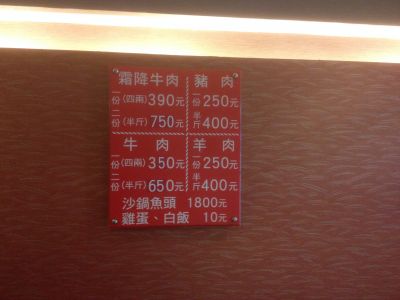 霜降牛肉 豬肉
一份(四兩)390元 一份250元
二份(半斤)750元 半斤400元
牛肉 羊肉
一份(四兩)350元 一份250元
二份(半斤)650元 半斤400元
沙鍋魚頭 1800元
雞蛋、白飯 10元